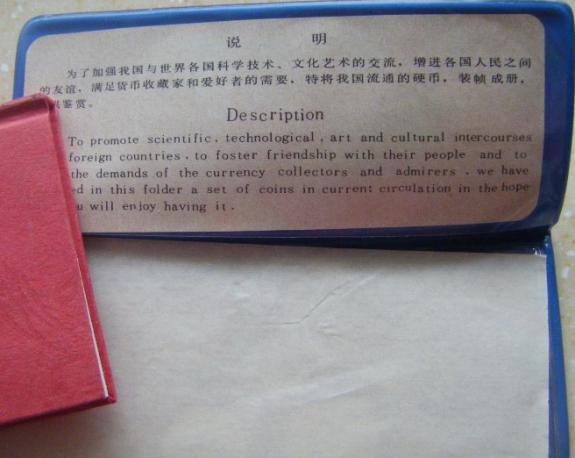 说 明
为了加强我国与世界各国科学技术、文化艺术的交流，增进各国人民之间
的友谊，满足货币收藏家和爱好者的需要，特将我国流通的硬币，装帧成册，
鉴赏。
Description
To promote scientific, technological, art and cultural intercourses
foreign countries, to foster friendship with their people and to
the demands of the currency collectors and admirers, we have
in this folder a set of coins in current circulation in the hope
will enjoy having it.